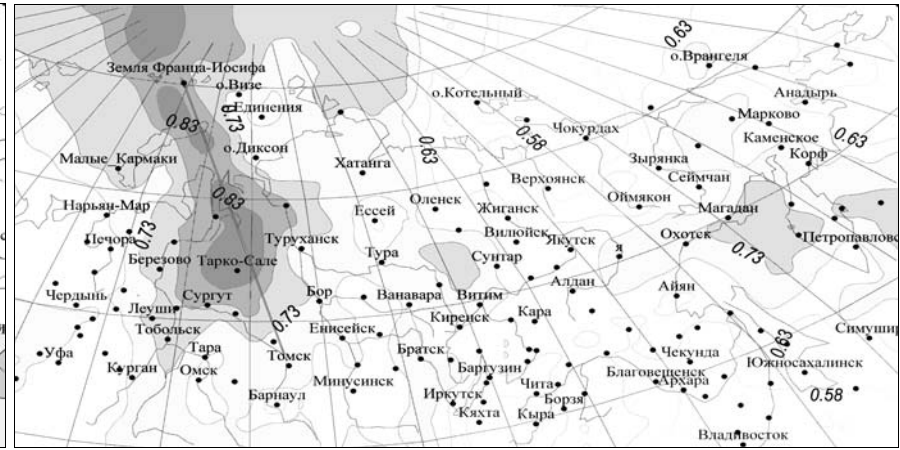 0.63
о.Врангеля
Земля Франца-Иосифа
о.Визе
Единения
о.Котельный
Анадырь
Марково
0.83
0.73
о.Диксон
0.63
0.58
Чокурдах
Каменское
0.63
Корф
Малые Кармаки
Хатанга
Зырянка
Сеймчан
Верхоянск
0.83
Оймякон
Нарьян-Мар
Ессей
Оленек
Жиганск
Магадан
Печора
0.73
Туруханск
Вилюйск
Якутск
Охотск
0.73
Петропавловс
я
Березово
Тарко-Сале
Тура
Сунтар
Алдан
Айян
Чердынь
Леуши
Сургут
Бор
Ванавара
Витим
Тобольск
0.73
Енисейск
Киренск
Кара
Симушир
0.63
Уфа
Тара
Томск
Братск
Чекунда
Курган
Омск
Минусинск
Баргузин
Чита
Благовещенск
Архара
Южносахалинск
Барнаул
Иркутск
Борзя
0.58
Кяхта
Кыра
Владивосток